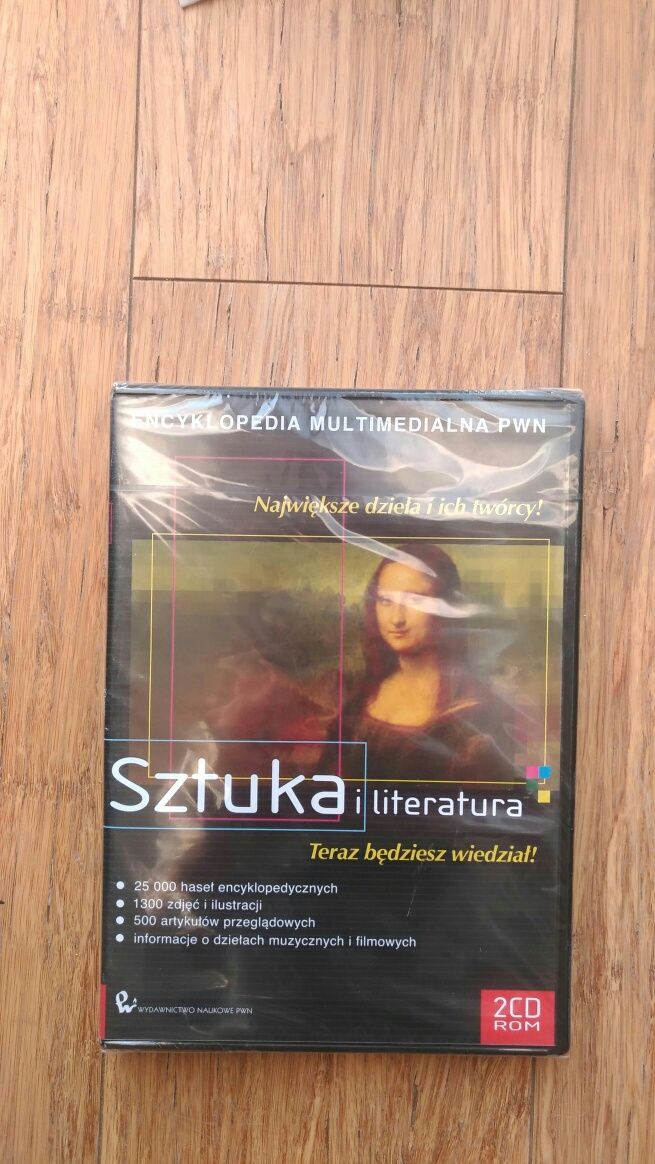 ENCYKLOPEDIA MULTIMEDIALNA PWN
Największe dzieła i ich twórcy!
Sztuka i literatura
Teraz będziesz wiedział!
• 25 000 haseł encyklopedycznych
• 1300 zdjęć i ilustracji
• 500 artykułów przeglądowych
• informacje o dziełach muzycznych i filmowych
WYDAWNICTWO NAUKOWE PWN
2CD
ROM